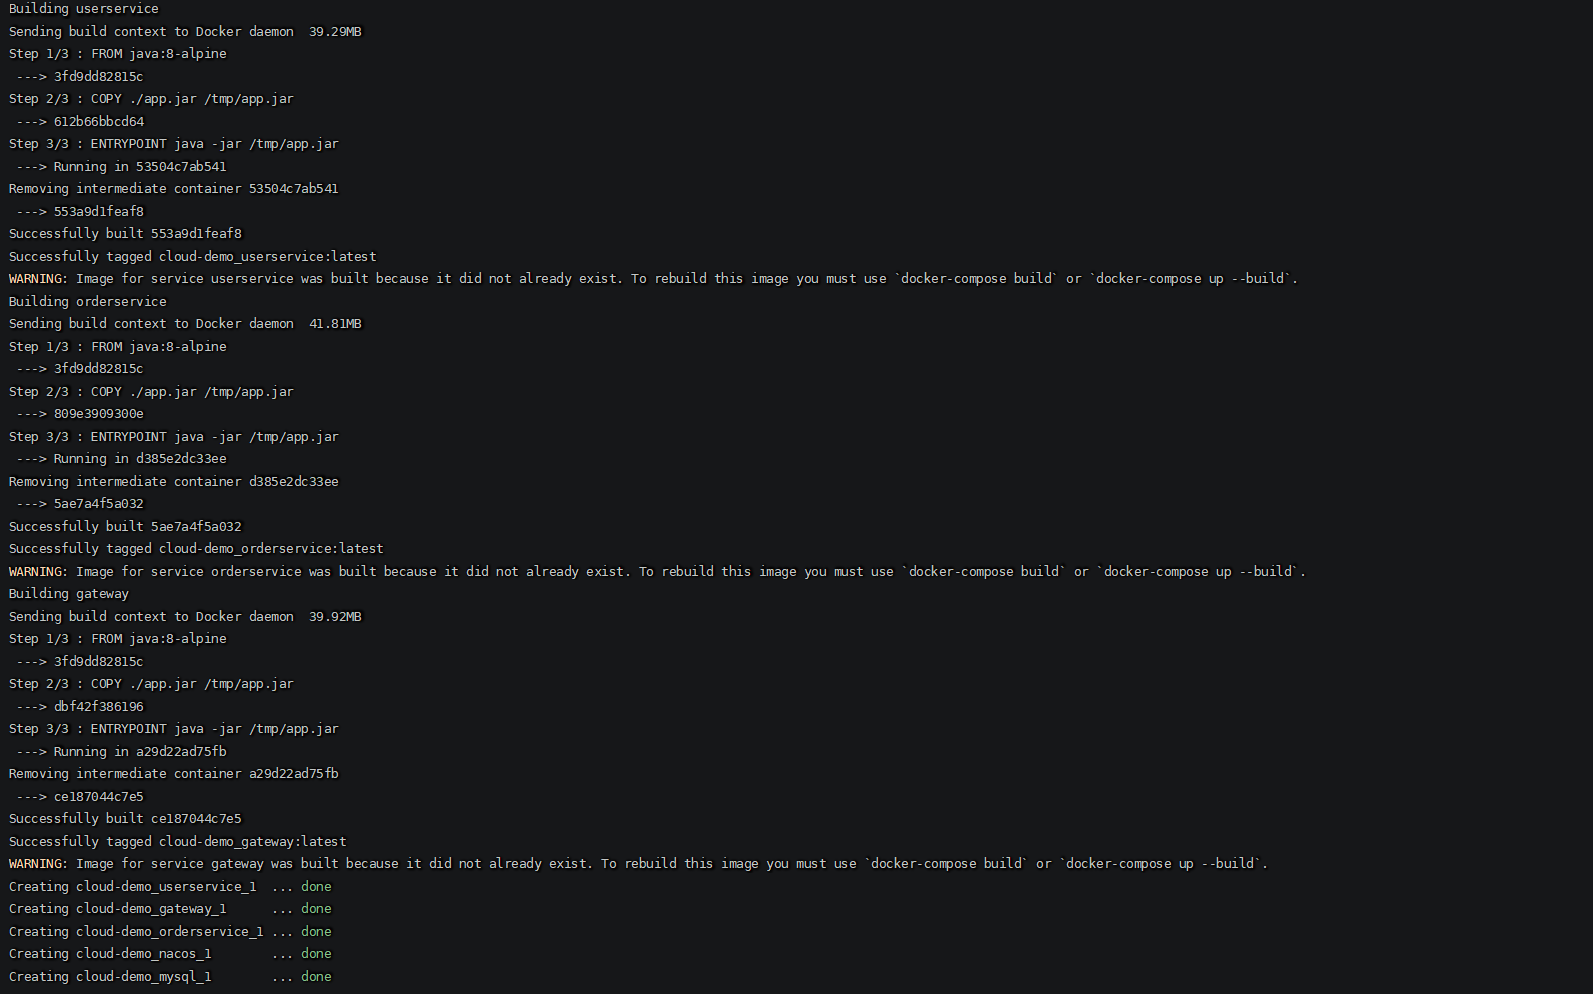 Building userservice
Sending build context to Docker daemon  39.29MB
Step 1/3 : FROM java:8-alpine
 ---> 3fd9dd82815c
Step 2/3 : COPY ./app.jar /tmp/app.jar
 ---> 612b66bbcd64
Step 3/3 : ENTRYPOINT java -jar /tmp/app.jar
 ---> Running in 53504c7ab541
Removing intermediate container 53504c7ab541
 ---> 553a9d1feaf8
Successfully built 553a9d1feaf8
Successfully tagged cloud-demo_userservice:latest
WARNING: Image for service userservice was built because it did not already exist. To rebuild this image you must use `docker-compose build` or `docker-compose up --build`.
Building orderservice
Sending build context to Docker daemon  41.81MB
Step 1/3 : FROM java:8-alpine
 ---> 3fd9dd82815c
Step 2/3 : COPY ./app.jar /tmp/app.jar
 ---> 809e3909300e
Step 3/3 : ENTRYPOINT java -jar /tmp/app.jar
 ---> Running in d385e2dc33ee
Removing intermediate container d385e2dc33ee
 ---> 5ae7a4f5a032
Successfully built 5ae7a4f5a032
Successfully tagged cloud-demo_orderservice:latest
WARNING: Image for service orderservice was built because it did not already exist. To rebuild this image you must use `docker-compose build` or `docker-compose up --build`.
Building gateway
Sending build context to Docker daemon  39.92MB
Step 1/3 : FROM java:8-alpine
 ---> 3fd9dd82815c
Step 2/3 : COPY ./app.jar /tmp/app.jar
 ---> dbf42f386196
Step 3/3 : ENTRYPOINT java -jar /tmp/app.jar
 ---> Running in a29d22ad75fb
Removing intermediate container a29d22ad75fb
 ---> ce187044c7e5
Successfully built ce187044c7e5
Successfully tagged cloud-demo_gateway:latest
WARNING: Image for service gateway was built because it did not already exist. To rebuild this image you must use `docker-compose build` or `docker-compose up --build`.
Creating cloud-demo_userservice_1  ... done
Creating cloud-demo_gateway_1      ... done
Creating cloud-demo_orderservice_1 ... done
Creating cloud-demo_nacos_1        ... done
Creating cloud-demo_mysql_1        ... done